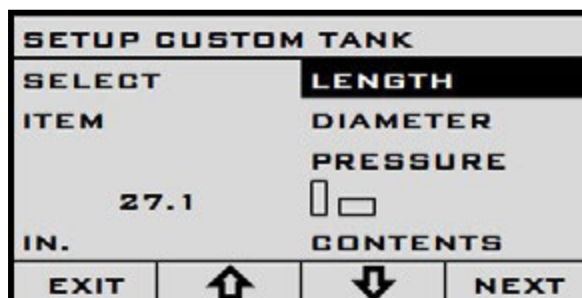 SETUP CUSTOM TANK
SELECT LENGTH
ITEM DIAMETER
PRESSURE
27.1
IN. CONTENTS
EXIT NEXT